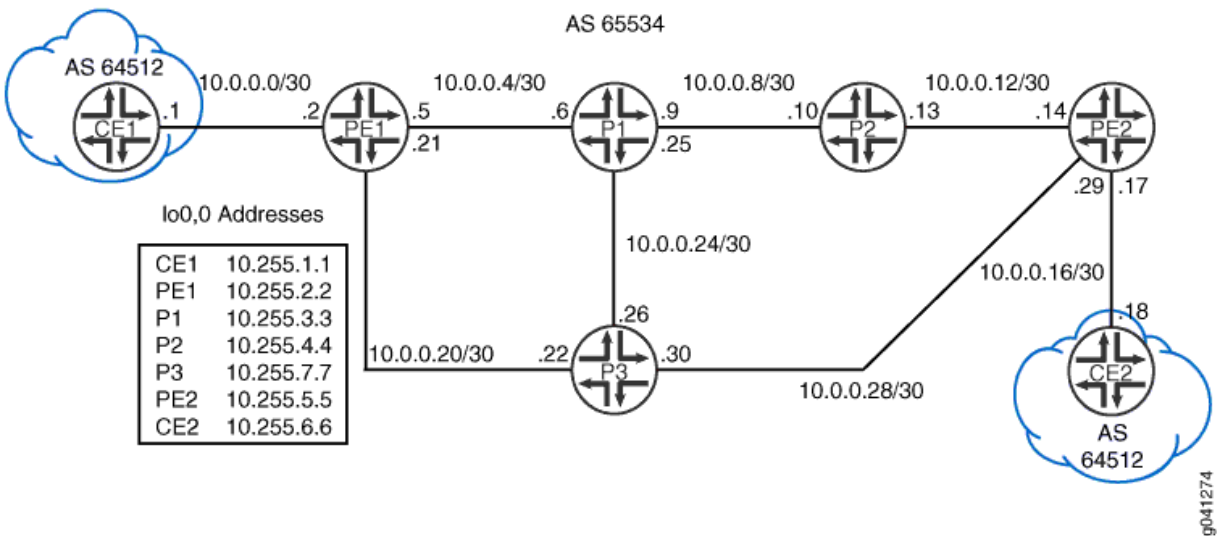 AS 65534
AS 64512
10.0.0.0/30
10.0.0.4/30
10.0.0.8/30
10.0.0.12/30
.1
.2
.5
.6
.9
.10
.13
.14
CE1
PE1
P1
P2
PE2
.21
.25
.29
.17
lo0,0 Addresses
10.0.0.24/30
CE1 10.255.1.1
PE1 10.255.2.2
P1 10.255.3.3
P2 10.255.4.4
P3 10.255.7.7
PE2 10.255.5.5
CE2 10.255.6.6
10.0.0.16/30
.26
.18
10.0.0.20/30
.22
P3
.30
10.0.0.28/30
CE2
AS
64512
g041274